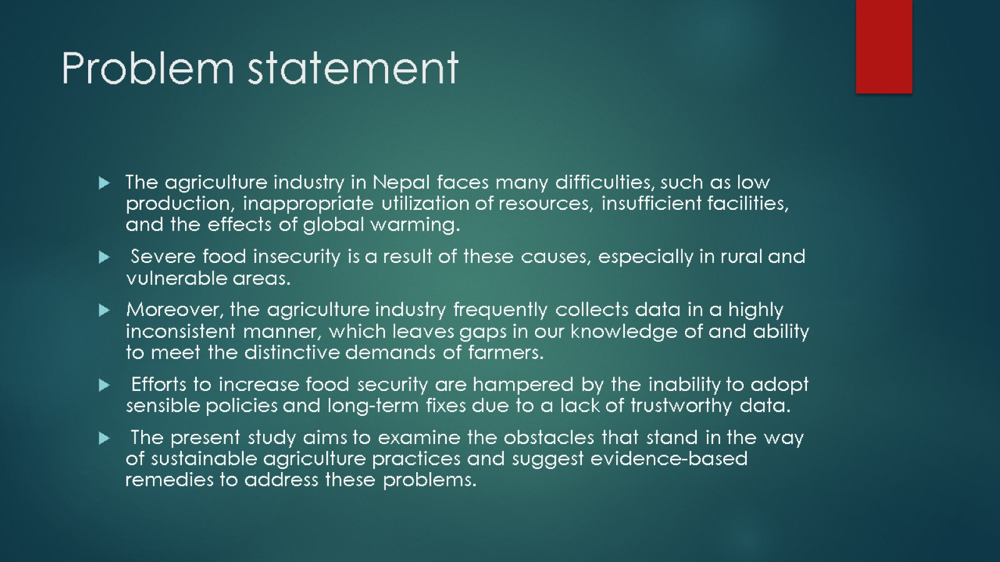 Problem statement
The agriculture industry in Nepal faces many difficulties, such as low
production, inappropriate utilization of resources, insufficient facilities,
and the effects of global warming.
Severe food insecurity is a result of these causes, especially in rural and
vulnerable areas.
Moreover, the agriculture industry frequently collects data in a highly
inconsistent manner, which leaves gaps in our knowledge of and ability
to meet the distinctive demands of farmers.
Efforts to increase food security are hampered by the inability to adopt
sensible policies and long-term fixes due to a lack of trustworthy data.
The present study aims to examine the obstacles that stand in the way
of sustainable agriculture practices and suggest evidence-based
remedies to address these problems.